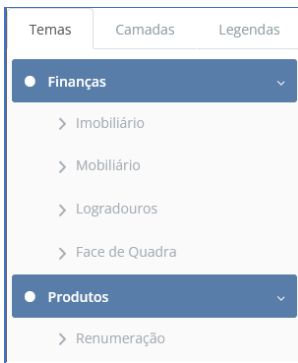 Temas Camadas Legendas
Finanças
Imobiliário
Mobiliário
Logradouros
Face de Quadra
Produtos
Renumeração